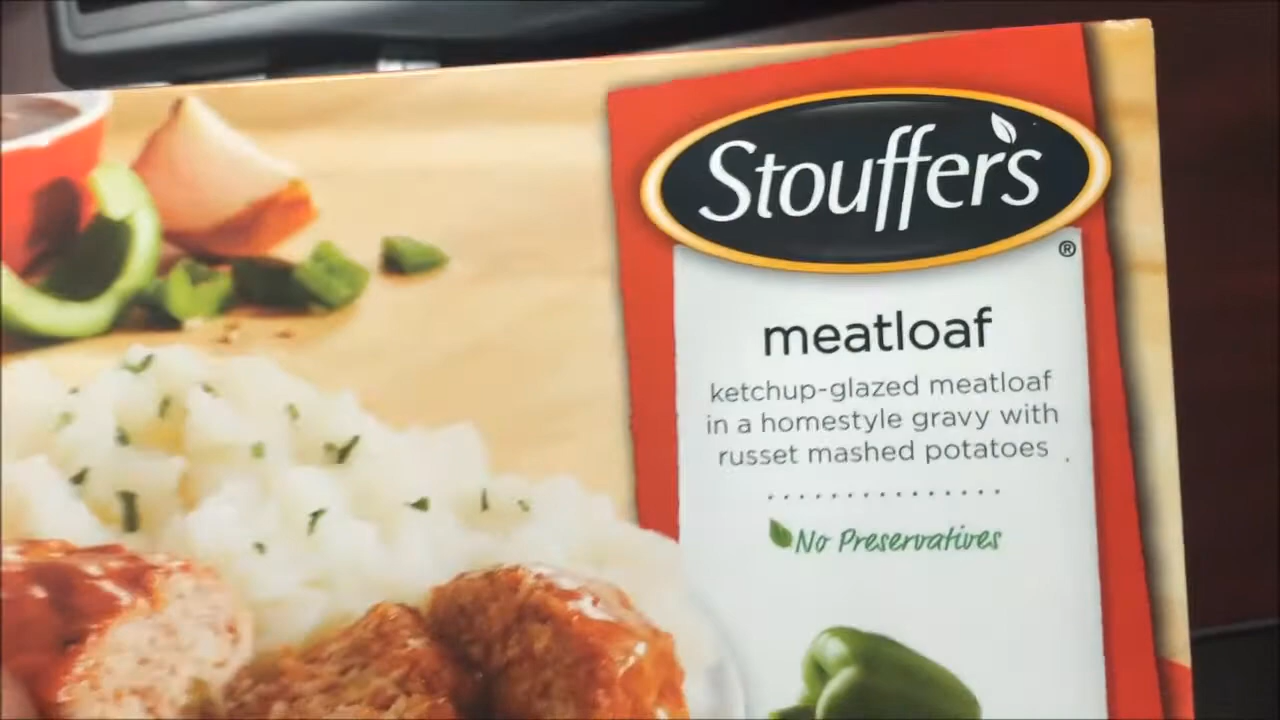 Stouffer's
®
meatloaf
ketchup-glazed meatloaf
in a homestyle gravy with
russet mashed potatoes
No Preservatives